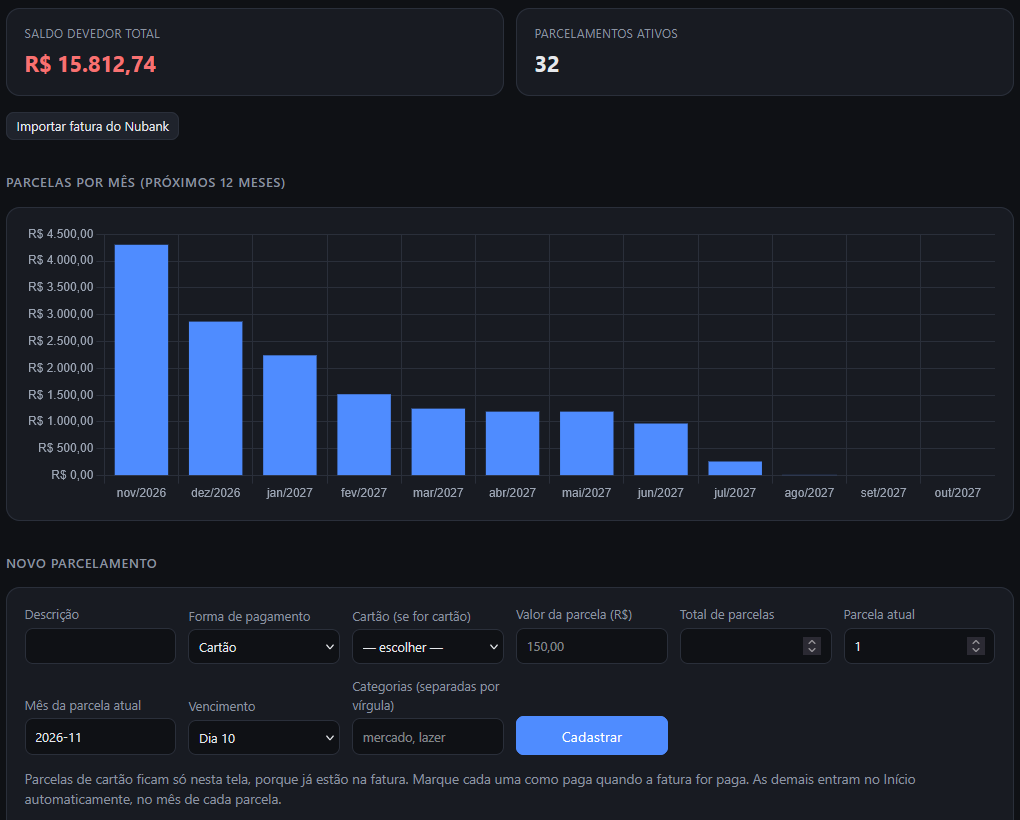 SALDO DEVEDOR TOTAL
R$ 15.812,74
PARCELAMENTOS ATIVOS
32
Importar fatura do Nubank
PARCELAS POR MÊS (PRÓXIMOS 12 MESES)
R$ 4.500,00
R$ 4.000,00
R$ 3.500,00
R$ 3.000,00
R$ 2.500,00
R$ 2.000,00
R$ 1.500,00
R$ 1.000,00
R$ 500,00
R$ 0,00
nov/2026 dez/2026 jan/2027 fev/2027 mar/2027 abr/2027 mai/2027 jun/2027 jul/2027 ago/2027 set/2027 out/2027
NOVO PARCELAMENTO
Descrição
Forma de pagamento
Cartão
Cartão (se for cartão)
— escolher —
Valor da parcela (R$)
150,00
Total de parcelas
Parcela atual
1
Mês da parcela atual
2026-11
Vencimento
Dia 10
Categorias (separadas por
vírgula)
mercado, lazer
Cadastrar
Parcelas de cartão ficam só nesta tela, porque já estão na fatura. Marque cada uma como paga quando a fatura for paga. As demais entram no Início
automaticamente, no mês de cada parcela.